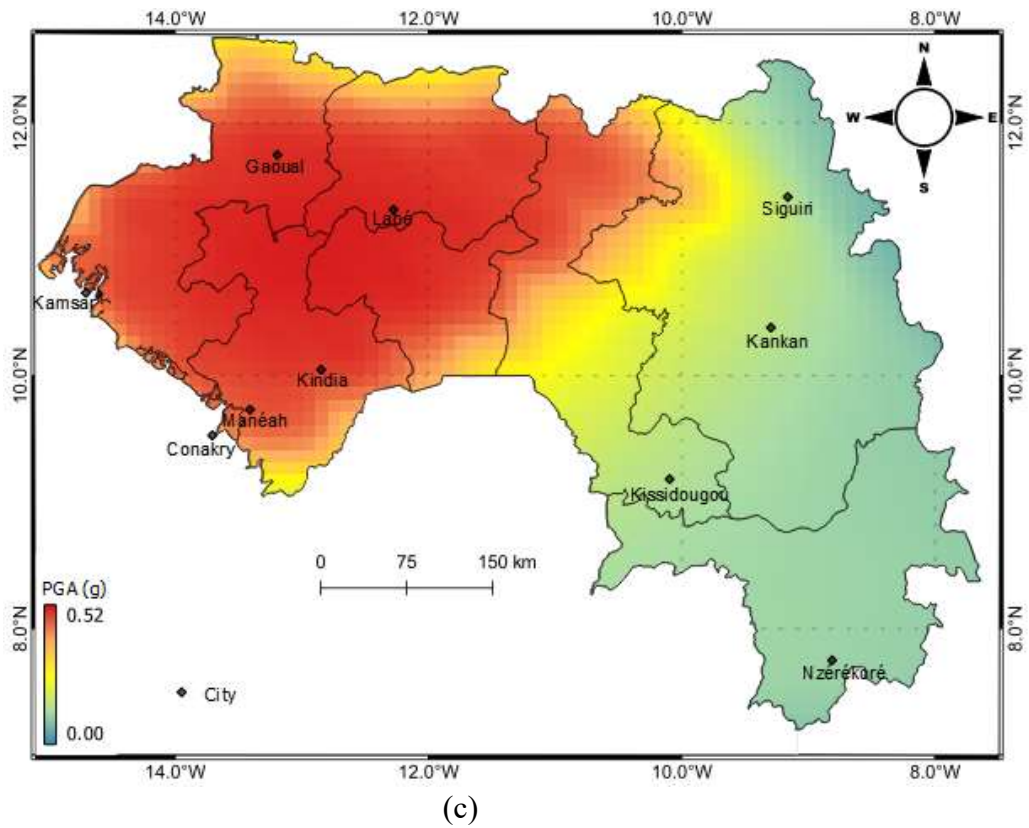 14.0°W 12.0°W 10.0°W 8.0°W
N
W E
S
12.0°N 12.0°N
Gaoual
Labé
Siguiri
Kamsar
Kankan
10.0°N 10.0°N
Kindia
Manéah
Conakry
Kissidougou
0 75 150 km
PGA (g)
0.52
8.0°N 8.0°N
Nzérékoré
City
0.00
14.0°W 12.0°W 10.0°W 8.0°W
(c)